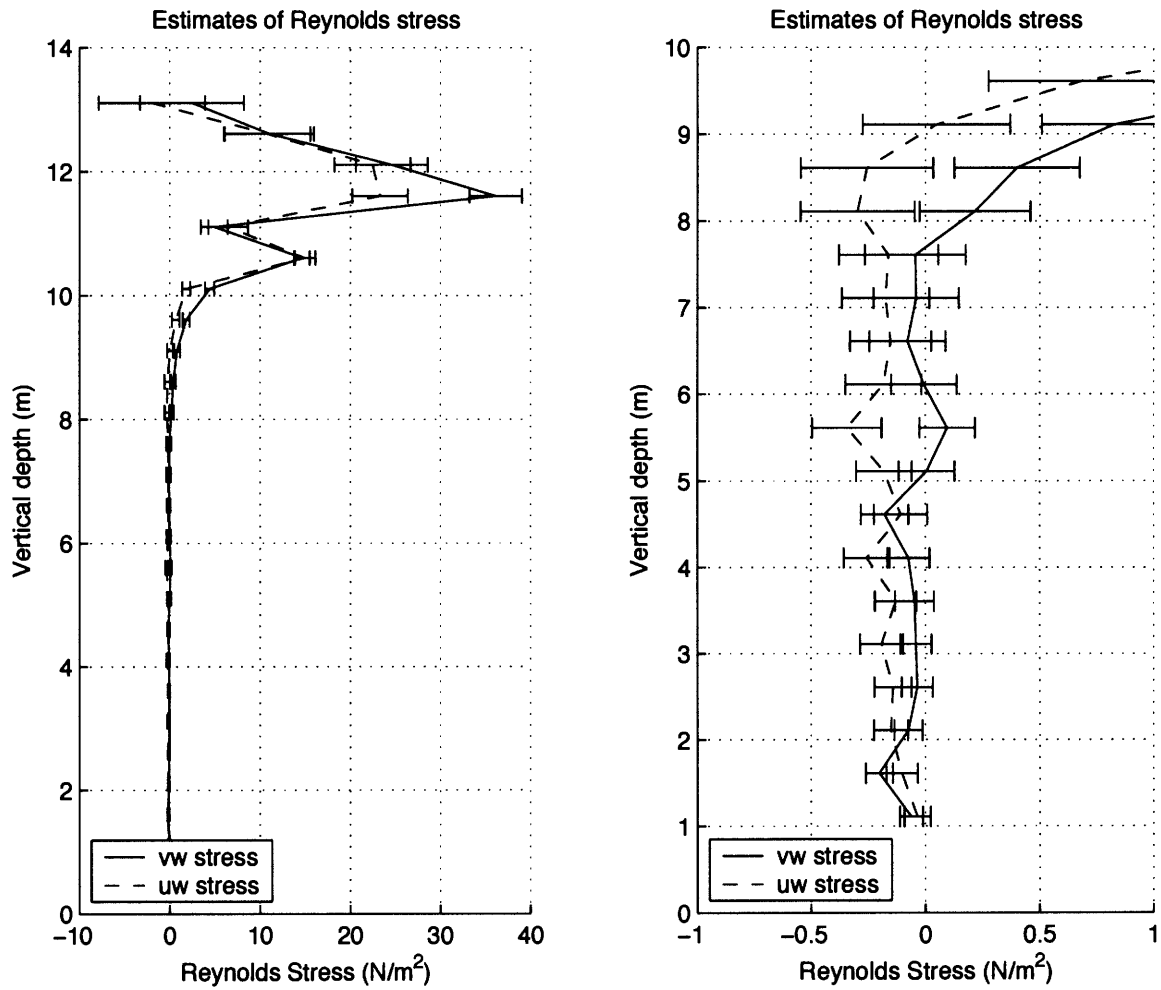 Estimates of Reynolds stress
14
12
10
8
6
4
2
0
Vertical depth (m)
−10 0 10 20 30 40
Reynolds Stress (N/m²)
vw stress
uw stress
Estimates of Reynolds stress
10
9
8
7
6
5
4
3
2
1
0
Vertical depth (m)
−1 −0.5 0 0.5 1
Reynolds Stress (N/m²)
vw stress
uw stress